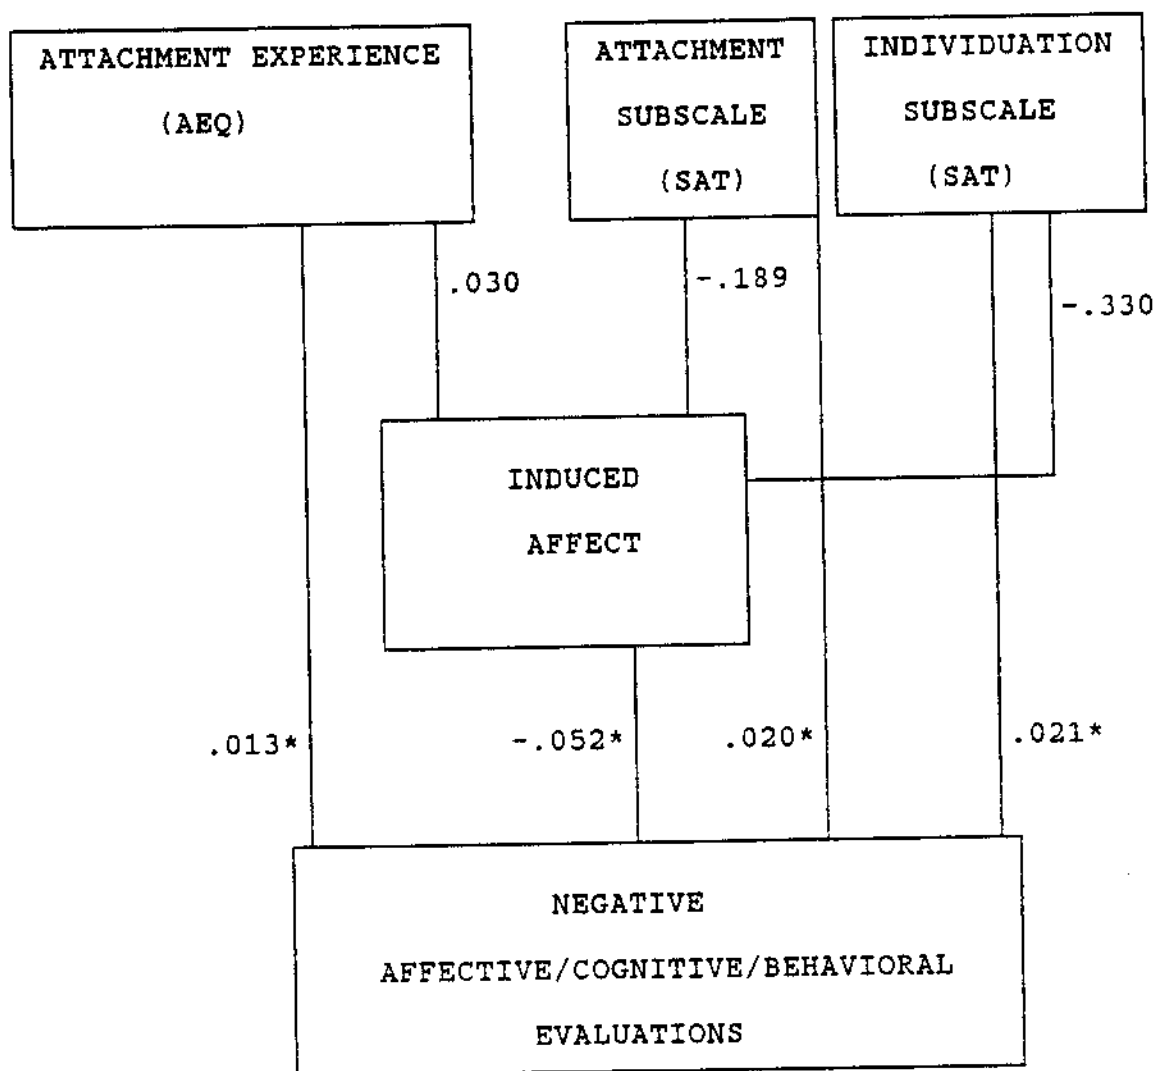 ATTACHMENT EXPERIENCE
(AEQ)
ATTACHMENT
SUBSCALE
(SAT)
INDIVIDUATION
SUBSCALE
(SAT)
.030
-.189
-.330
INDUCED
AFFECT
.013*
-.052*
.020*
.021*
NEGATIVE
AFFECTIVE/COGNITIVE/BEHAVIORAL
EVALUATIONS